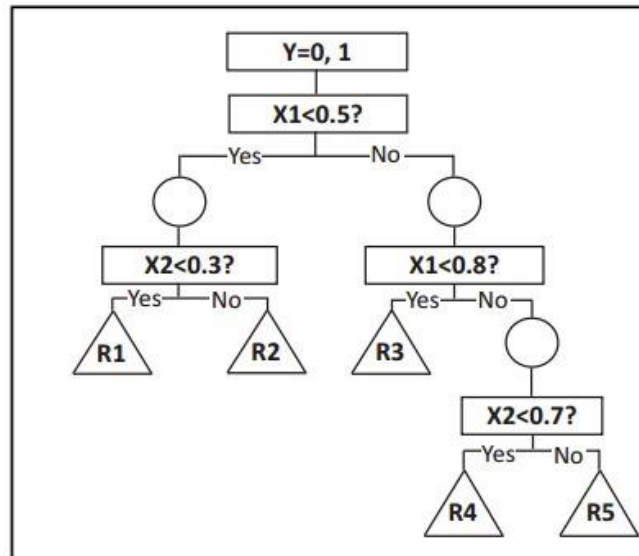 Y=0, 1
X1<0.5?
Yes No
X2<0.3? X1<0.8?
Yes No Yes No
R1 R2 R3
X2<0.7?
Yes No
R4 R5